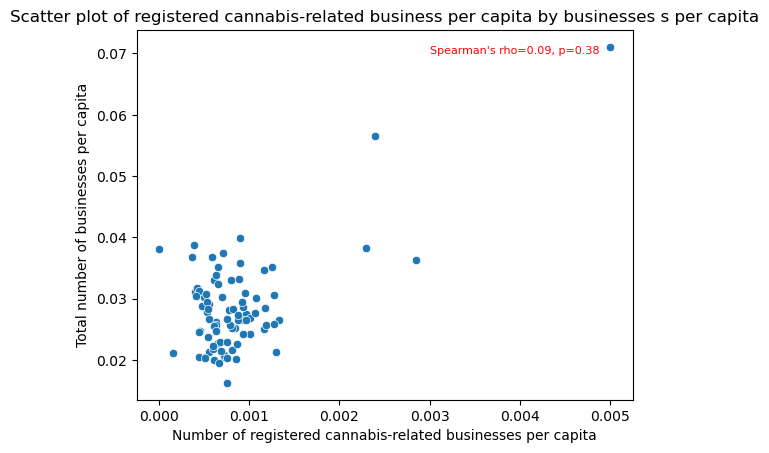 Scatter plot of registered cannabis-related business per capita by businesses s per capita
Spearman's rho=0.09, p=0.38
0.07
0.06
0.05
0.04
0.03
0.02
Total number of businesses per capita
0.000 0.001 0.002 0.003 0.004 0.005
Number of registered cannabis-related businesses per capita